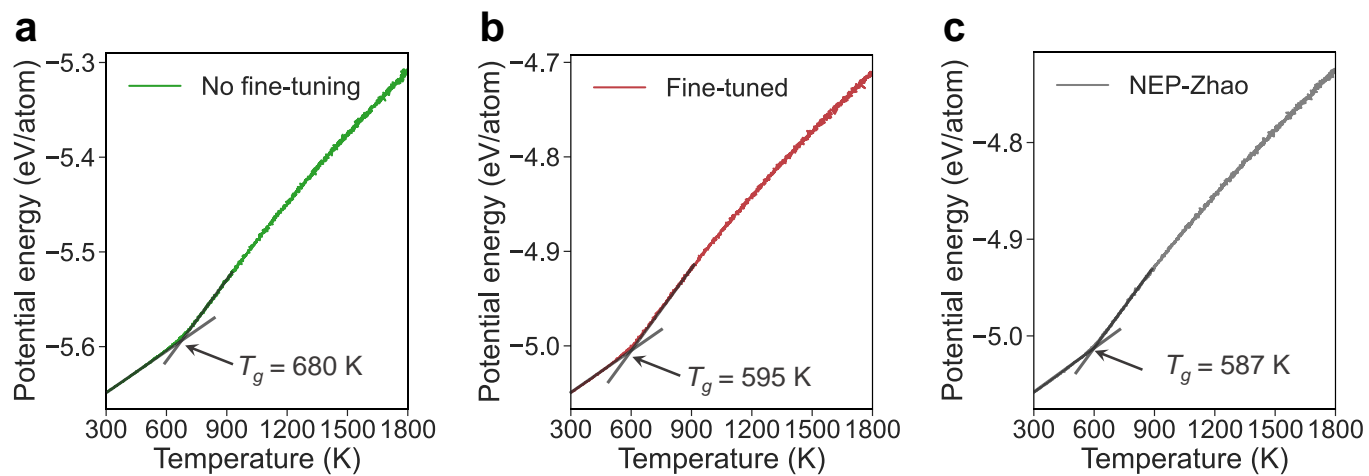 a
−5.3
−5.4
−5.5
−5.6
Potential energy (eV/atom)
No fine-tuning
T_g = 680 K
300 600 900 1200 1500 1800
Temperature (K)
b
−4.7
−4.8
−4.9
−5.0
Potential energy (eV/atom)
Fine-tuned
T_g = 595 K
300 600 900 1200 1500 1800
Temperature (K)
c
−4.8
−4.9
−5.0
Potential energy (eV/atom)
NEP-Zhao
T_g = 587 K
300 600 900 1200 1500 1800
Temperature (K)